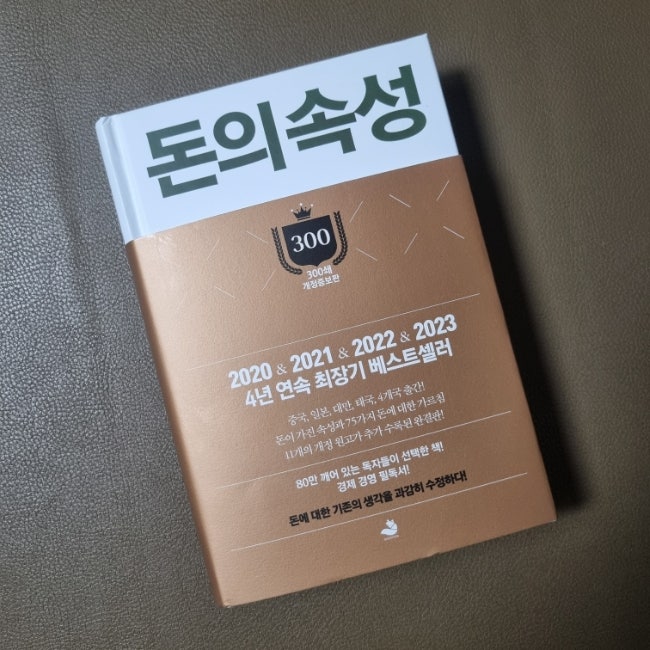 돈의 속성
300
300쇄
개정증보판
2020 & 2021 & 2022 & 2023
4년 연속 최장기 베스트셀러
중국, 일본, 대만, 태국, 4개국 출간!
돈이 가진 속성과 75가지 돈에 대한 가르침
11개의 개정 원고가 추가 수록된 완결판!
80만 깨어 있는 독자들이 선택한 책!
경제 경영 필독서!
돈에 대한 기존의 생각을 과감히 수정하다!